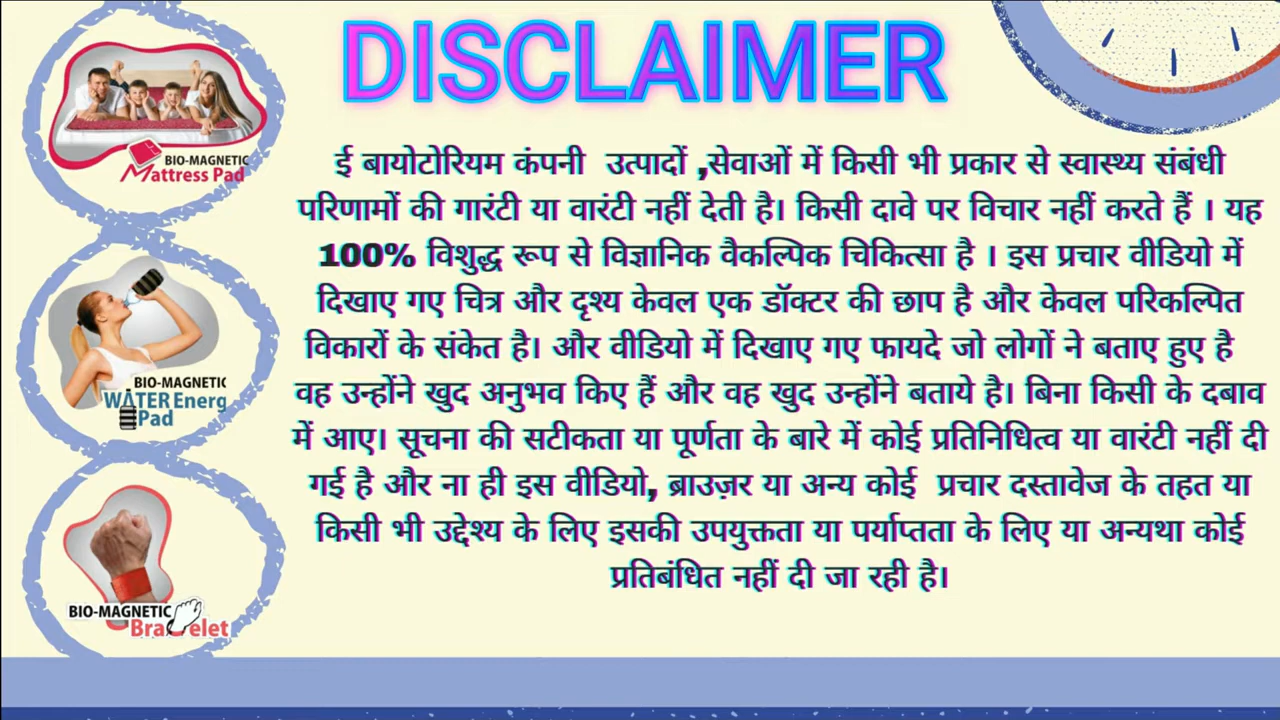 DISCLAIMER
ई बायोटोरियम कंपनी उत्पादों ,सेवाओं में किसी भी प्रकार से स्वास्थ्य संबंधी
परिणामों की गारंटी या वारंटी नहीं देती है। किसी दावे पर विचार नहीं करते हैं । यह
100% विशुद्ध रूप से विज्ञानिक वैकल्पिक चिकित्सा है । इस प्रचार वीडियो में
दिखाए गए चित्र और दृश्य केवल एक डॉक्टर की छाप है और केवल परिकल्पित
विकारों के संकेत है। और वीडियो में दिखाए गए फायदे जो लोगों ने बताए हुए है
वह उन्होंने खुद अनुभव किए हैं और वह खुद उन्होंने बताये है। बिना किसी के दबाव
में आए। सूचना की सटीकता या पूर्णता के बारे में कोई प्रतिनिधित्व या वारंटी नहीं दी
गई है और ना ही इस वीडियो, ब्राउज़र या अन्य कोई प्रचार दस्तावेज के तहत या
किसी भी उद्देश्य के लिए इसकी उपयुक्तता या पर्याप्तता के लिए या अन्यथा कोई
प्रतिबंधित नहीं दी जा रही है।
BIO-MAGNETIC
Mattress Pad
BIO-MAGNETIC
WATER Energ
Pad
BIO-MAGNETIC
Bracelet